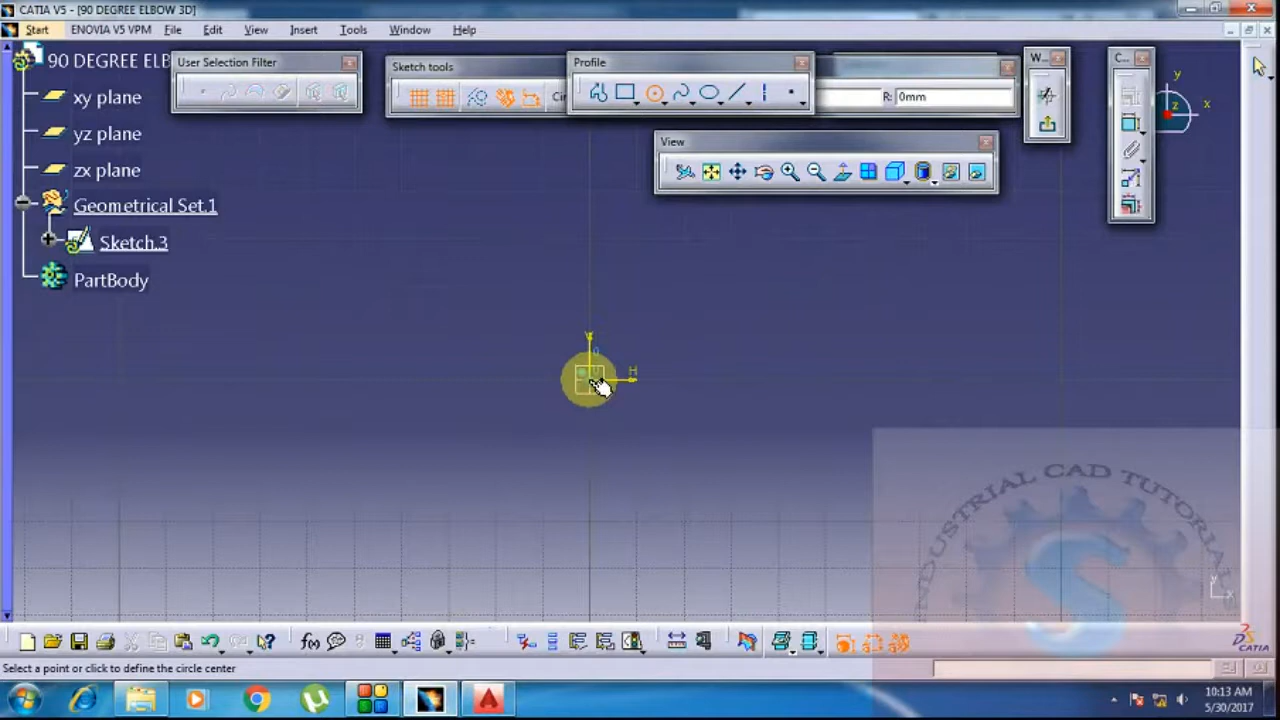 CATIA V5 - [90 DEGREE ELBOW 3D]
Start ENOVIA V5 VPM File Edit View Insert Tools Window Help
90 DEGREE ELB
User Selection Filter
Sketch tools
Profile
W...
C...
xy plane
Cir
R: 0mm
yz plane
View
zx plane
Geometrical Set.1
Sketch.3
PartBody
y
x
z
V
H
INDUSTRIAL CAD TUTORIALS
S
y
x
f(x)
CATIA
Select a point or click to define the circle center
10:13 AM
5/30/2017